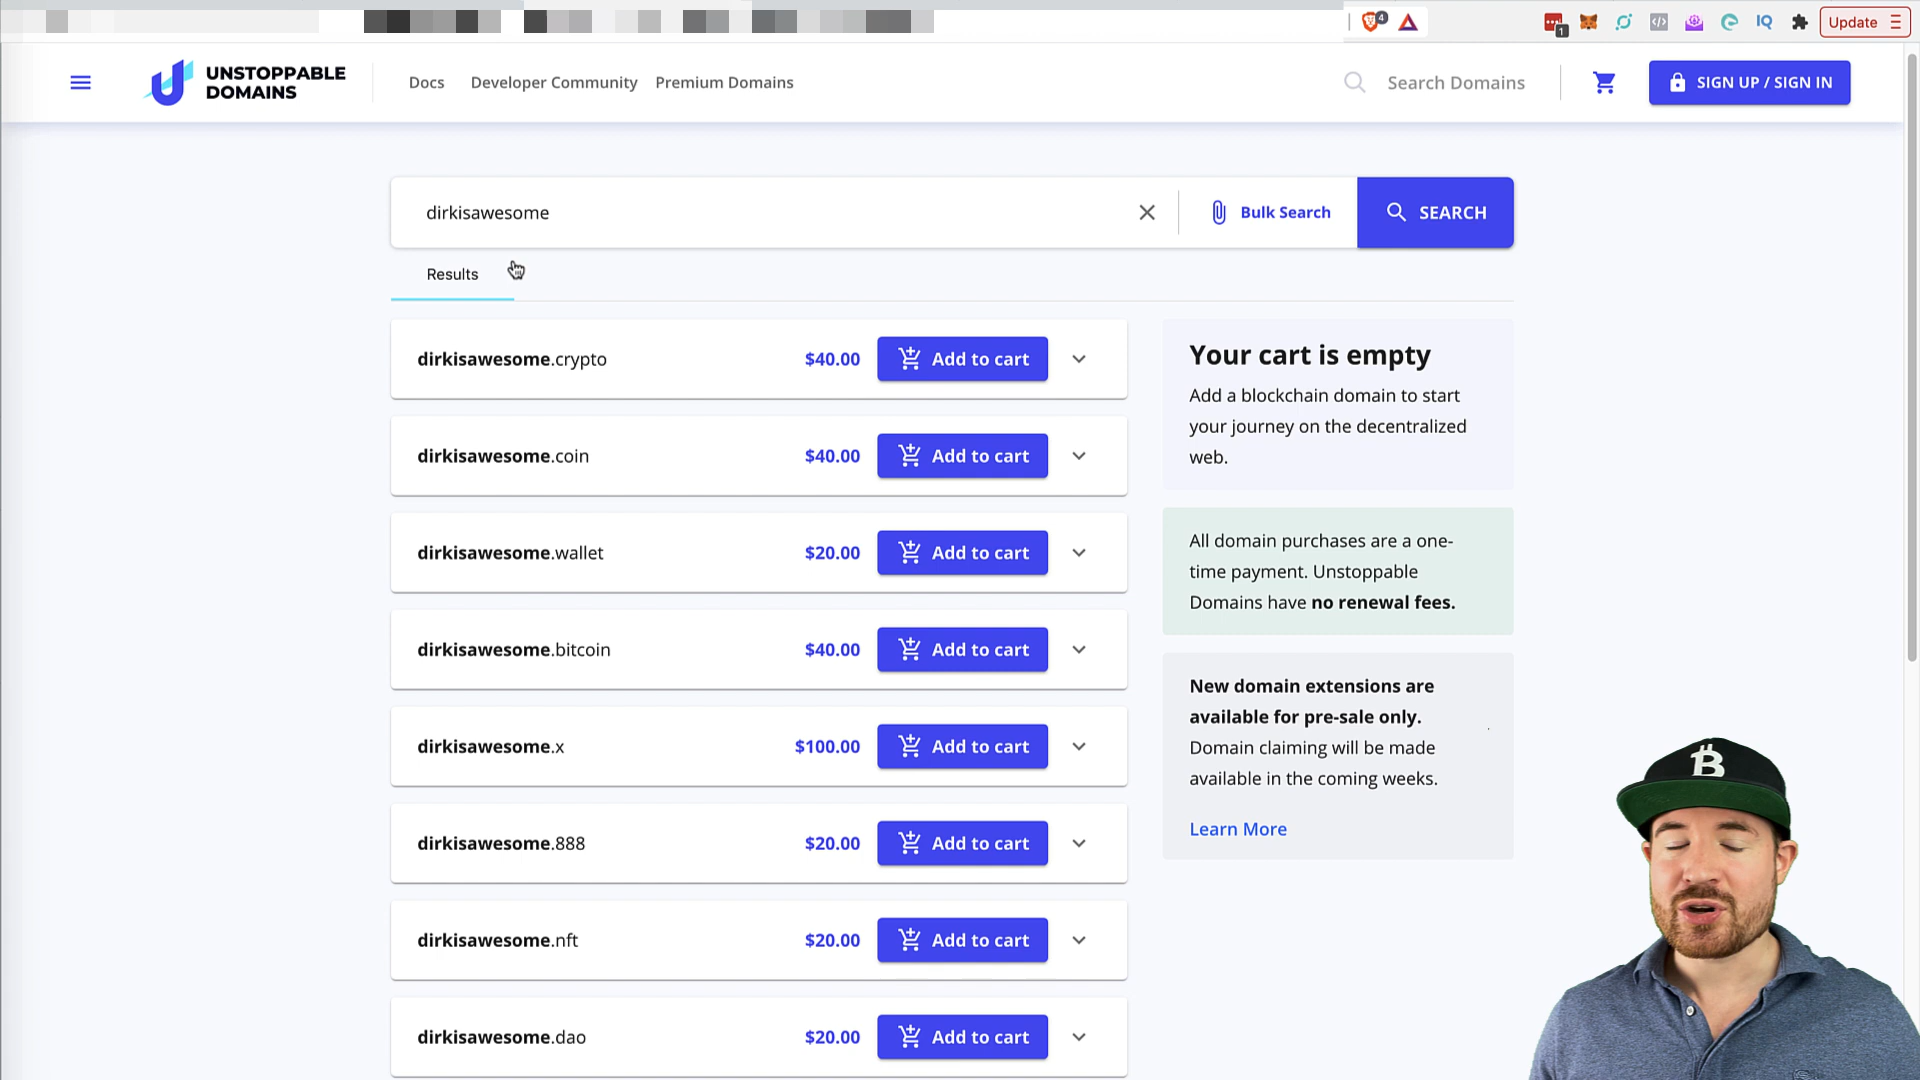 4
1
</>
IQ
Update
UNSTOPPABLE
DOMAINS
Docs
Developer Community
Premium Domains
Search Domains
SIGN UP / SIGN IN
dirkisawesome
Bulk Search
SEARCH
Results
dirkisawesome.crypto
$40.00
Add to cart
dirkisawesome.coin
$40.00
Add to cart
dirkisawesome.wallet
$20.00
Add to cart
dirkisawesome.bitcoin
$40.00
Add to cart
dirkisawesome.x
$100.00
Add to cart
dirkisawesome.888
$20.00
Add to cart
dirkisawesome.nft
$20.00
Add to cart
dirkisawesome.dao
$20.00
Add to cart
Your cart is empty
Add a blockchain domain to start
your journey on the decentralized
web.
All domain purchases are a one-
time payment. Unstoppable
Domains have no renewal fees.
New domain extensions are
available for pre-sale only.
Domain claiming will be made
available in the coming weeks.
Learn More
B